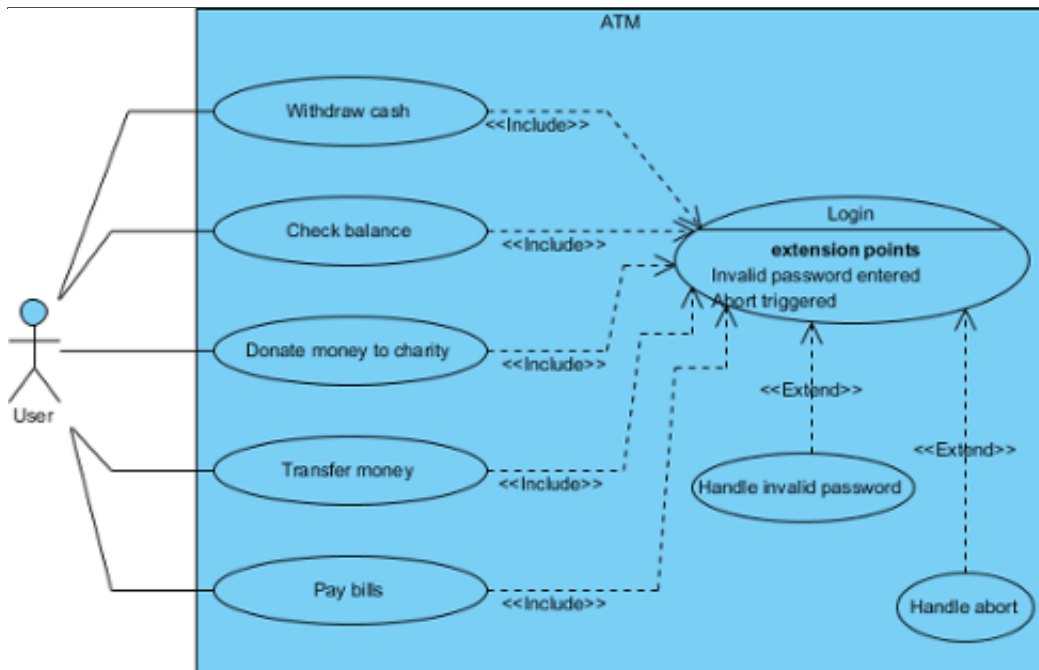 ATM
Withdraw cash
<<Include>>
Login
extension points
Invalid password entered
Abort triggered
Check balance
<<Include>>
Donate money to charity
<<Include>>
<<Extend>>
User
Transfer money
<<Include>>
<<Extend>>
Handle invalid password
Pay bills
<<Include>>
Handle abort